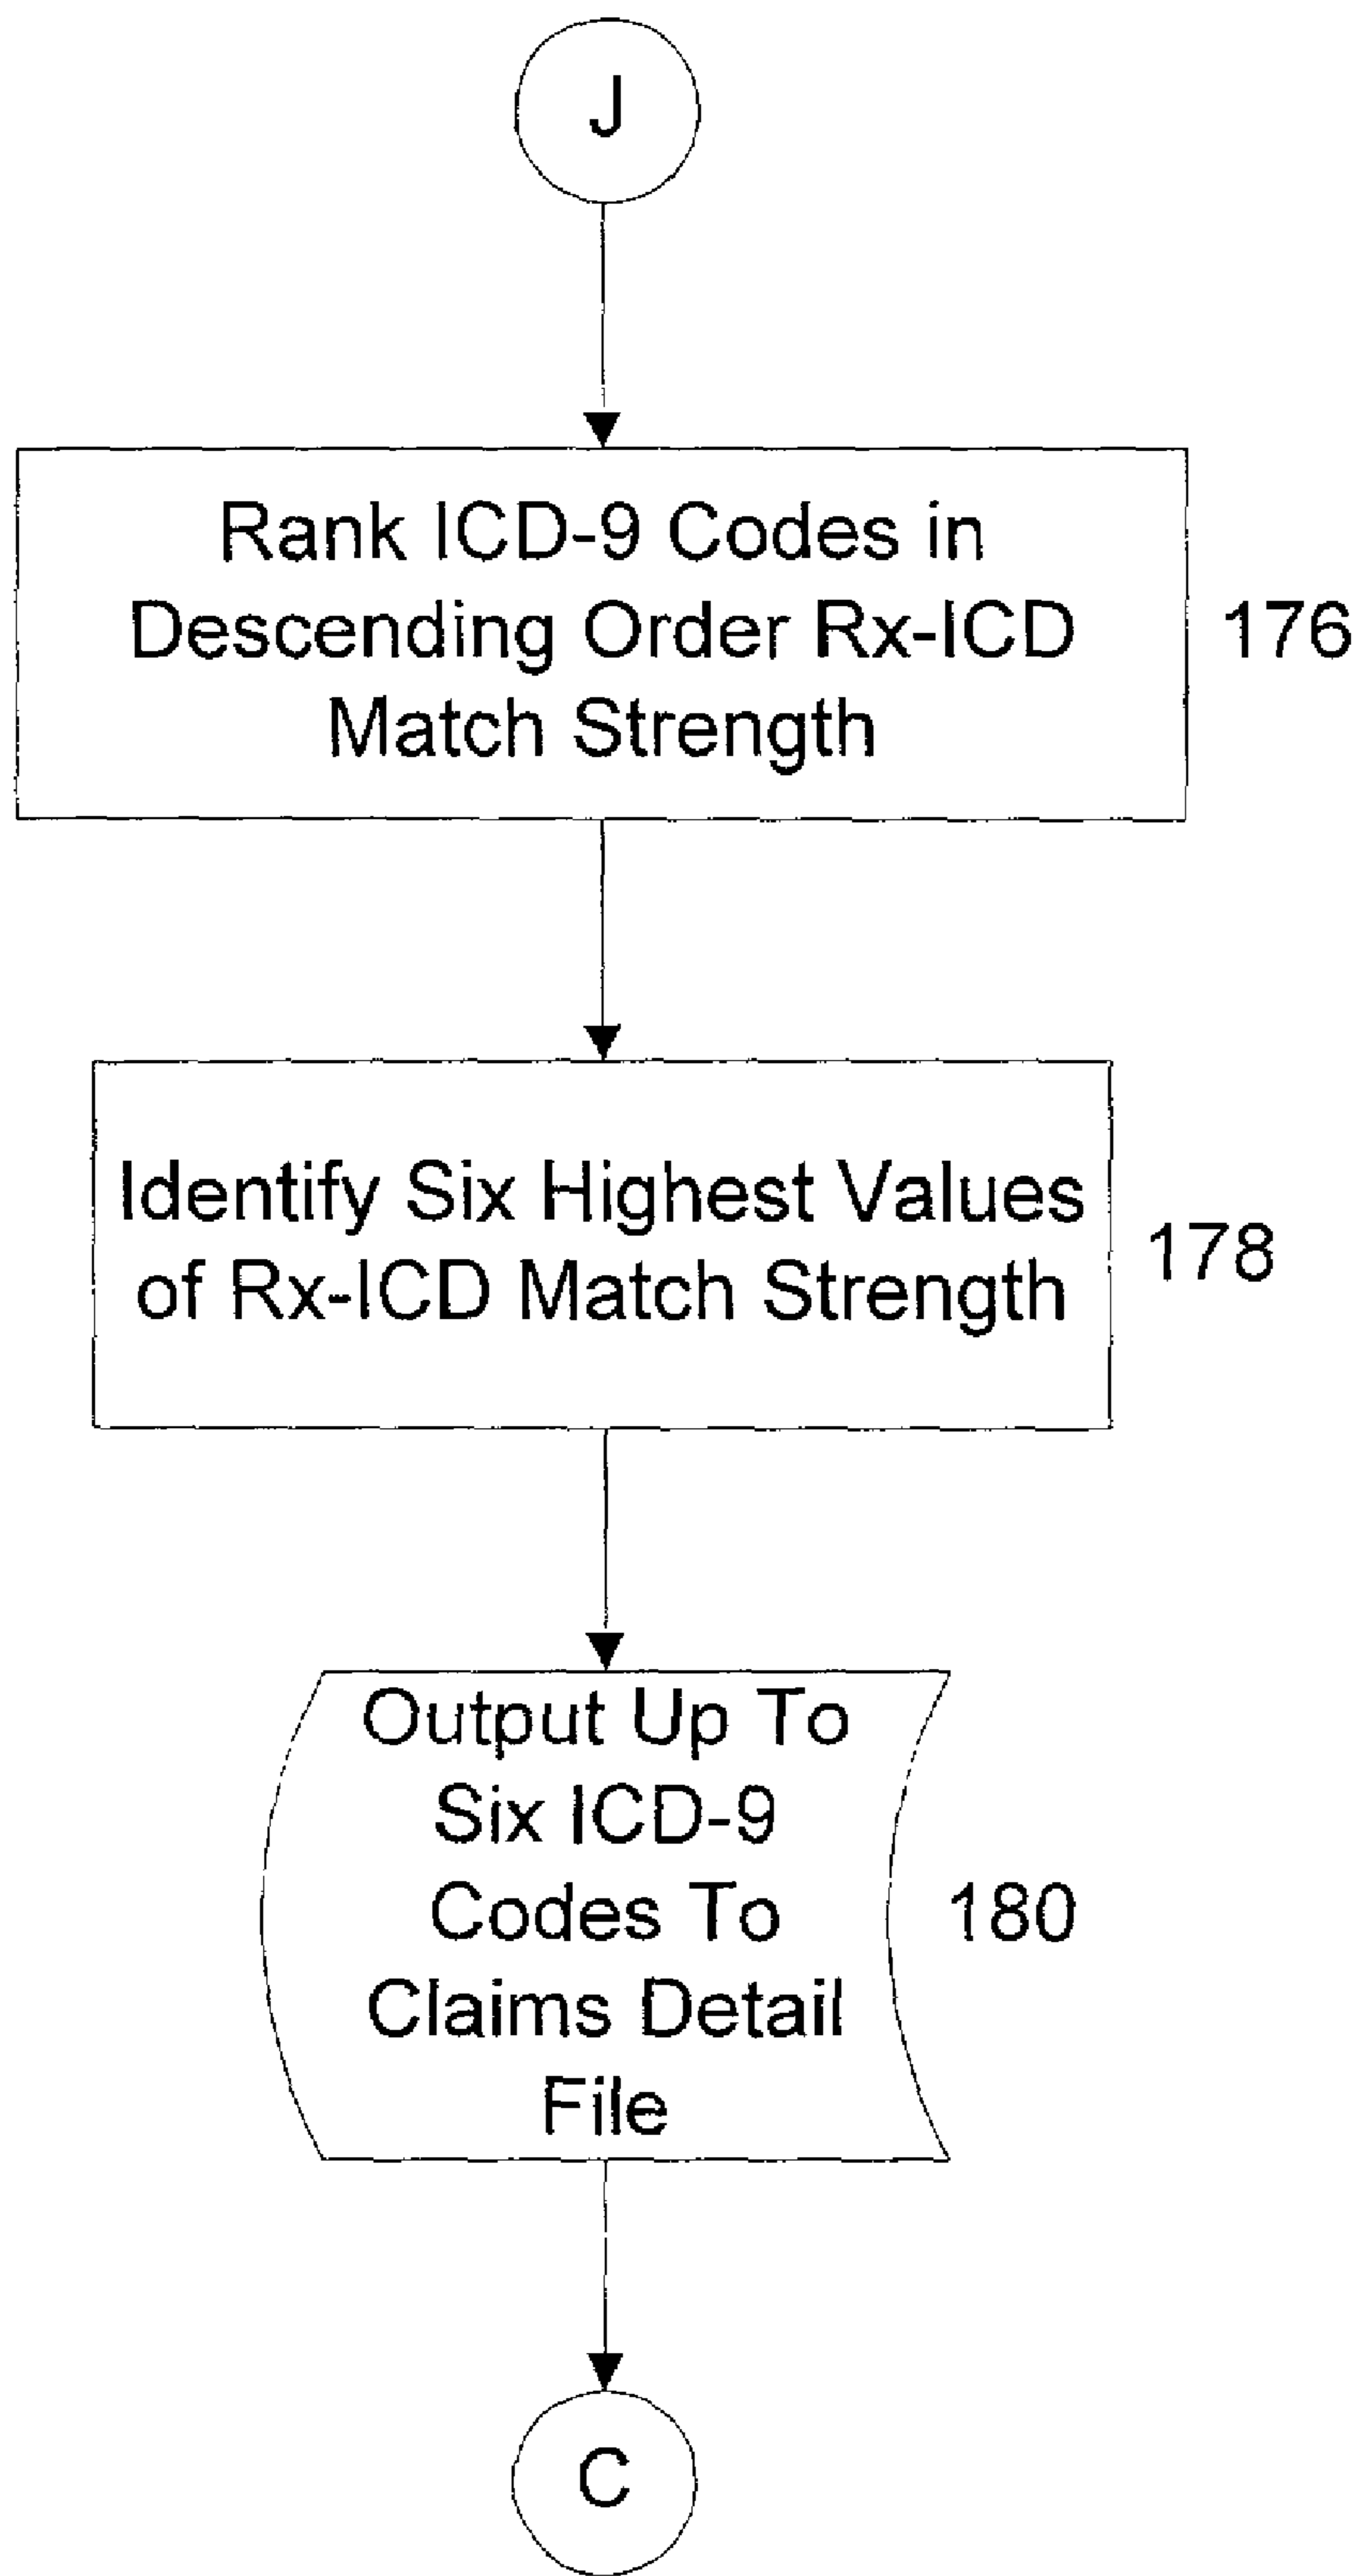 J
Rank ICD-9 Codes in
Descending Order Rx-ICD
Match Strength
176
Identify Six Highest Values
of Rx-ICD Match Strength
178
Output Up To
Six ICD-9
Codes To
Claims Detail
File
180
C